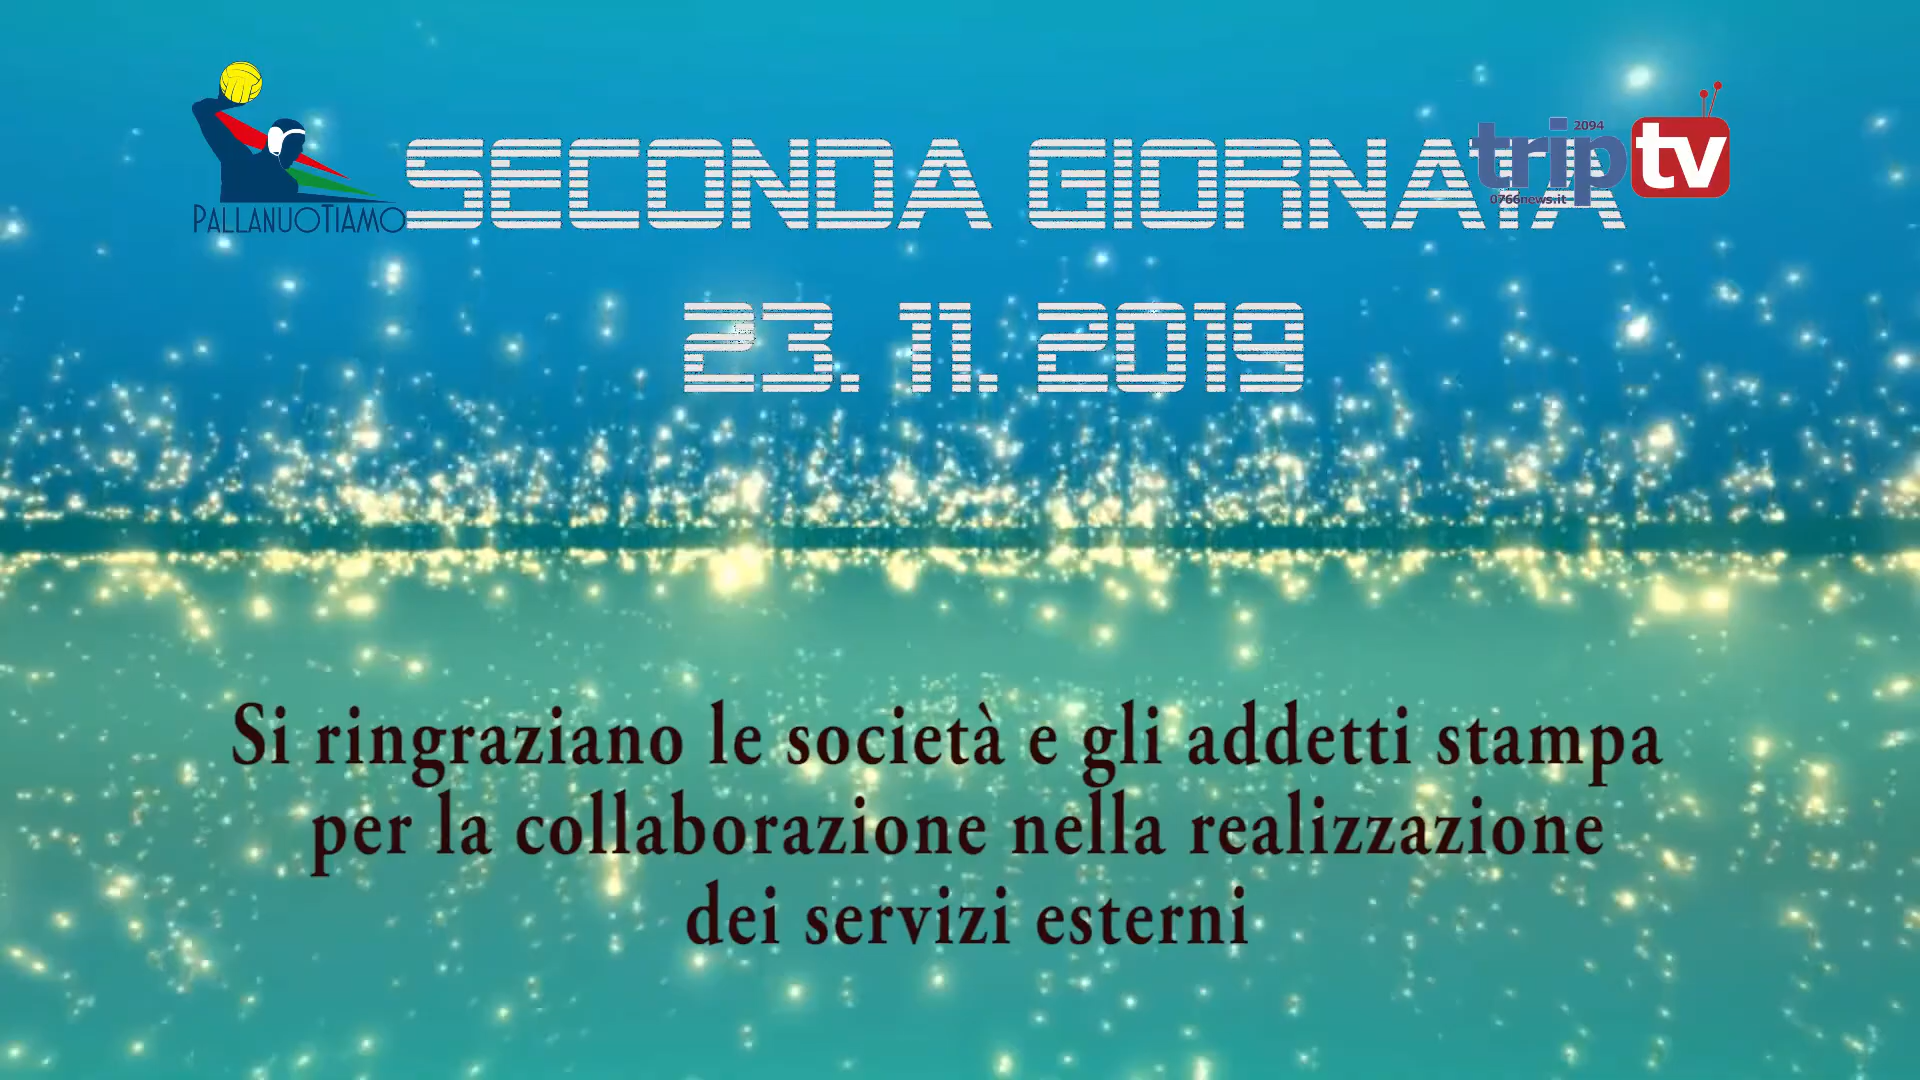 SECONDA GIORNATA
PALLANUOTIAMO
2094
trip tv
0766news.it
23. 11. 2019
Si ringraziano le società e gli addetti stampa
per la collaborazione nella realizzazione
dei servizi esterni